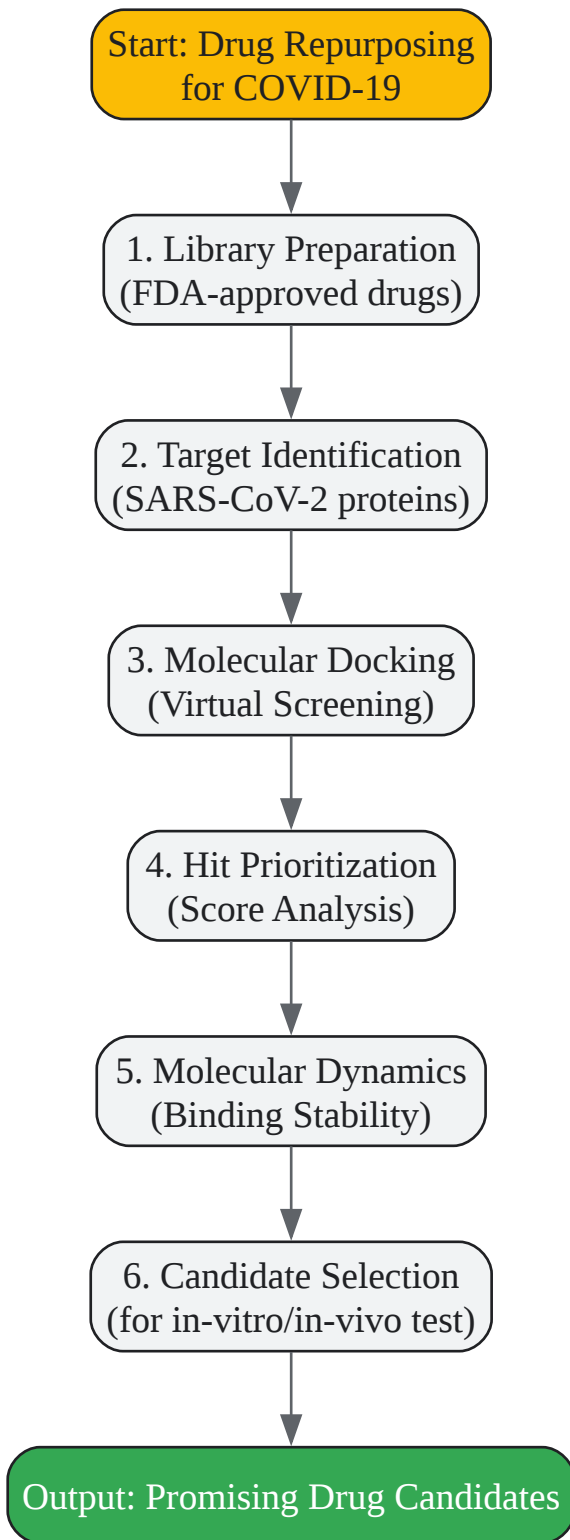 Start: Drug Repurposing
for COVID-19
1. Library Preparation
(FDA-approved drugs)
2. Target Identification
(SARS-CoV-2 proteins)
3. Molecular Docking
(Virtual Screening)
4. Hit Prioritization
(Score Analysis)
5. Molecular Dynamics
(Binding Stability)
6. Candidate Selection
(for in-vitro/in-vivo test)
Output: Promising Drug Candidates